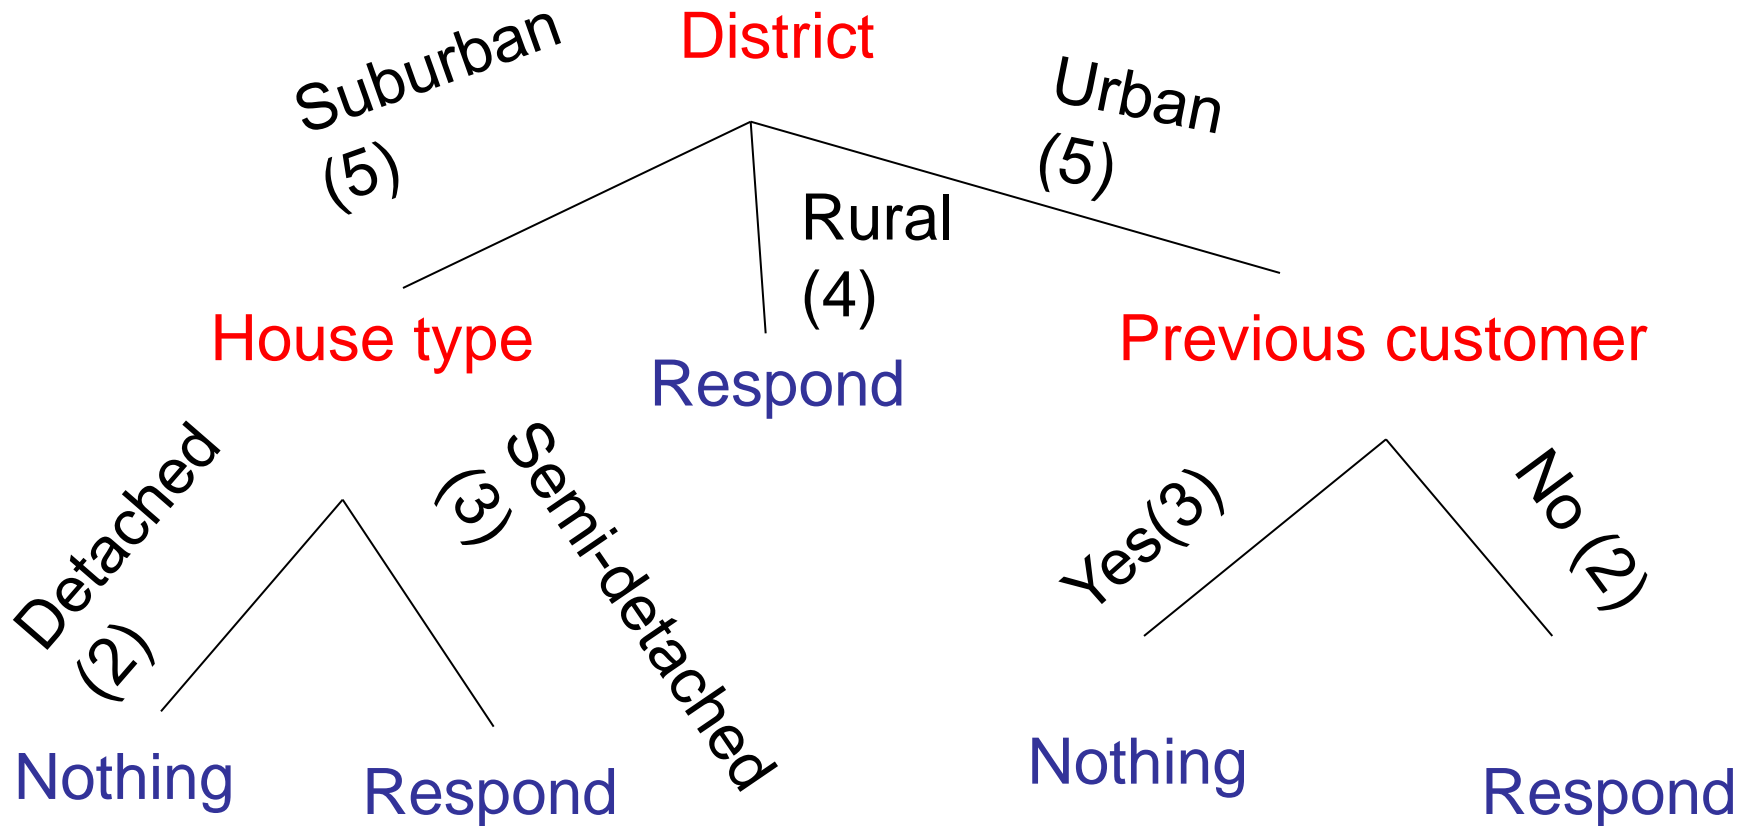 District
Suburban
(5)
Urban
(5)
Rural
(4)
House type
Respond
Previous customer
Detached
(2)
(3)
Semi-detached
Yes(3)
No (2)
Nothing
Respond
Nothing
Respond